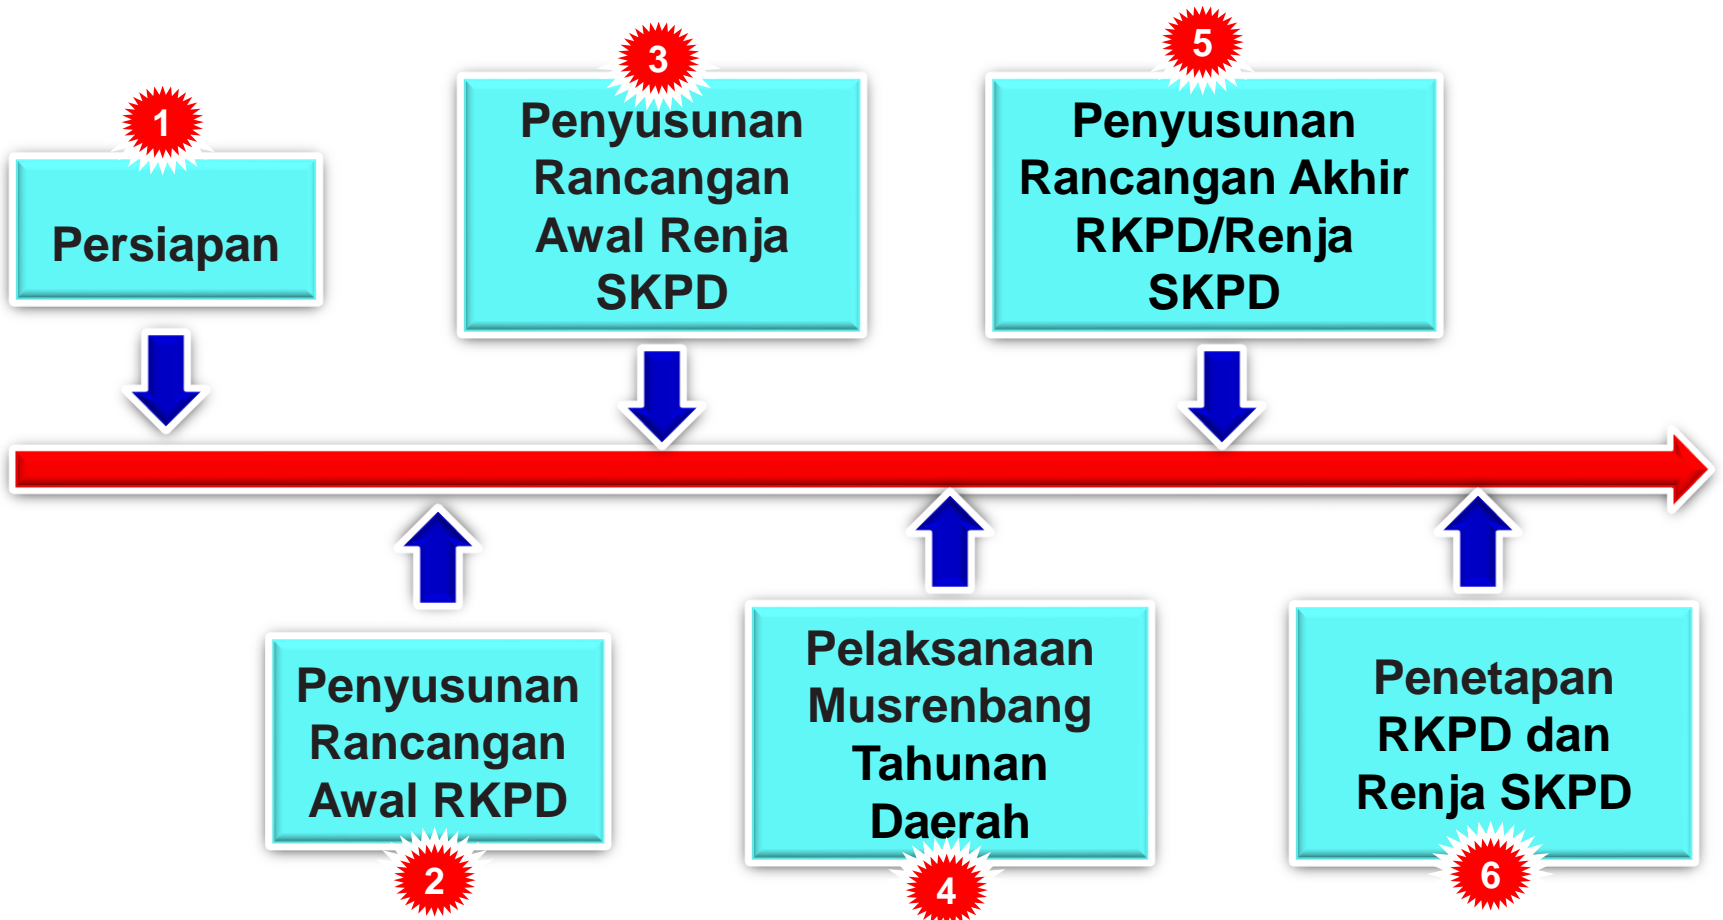 1
Persiapan
2
Penyusunan
Rancangan
Awal RKPD
3
Penyusunan
Rancangan
Awal Renja
SKPD
4
Pelaksanaan
Musrenbang
Tahunan
Daerah
5
Penyusunan
Rancangan Akhir
RKPD/Renja
SKPD
6
Penetapan
RKPD dan
Renja SKPD